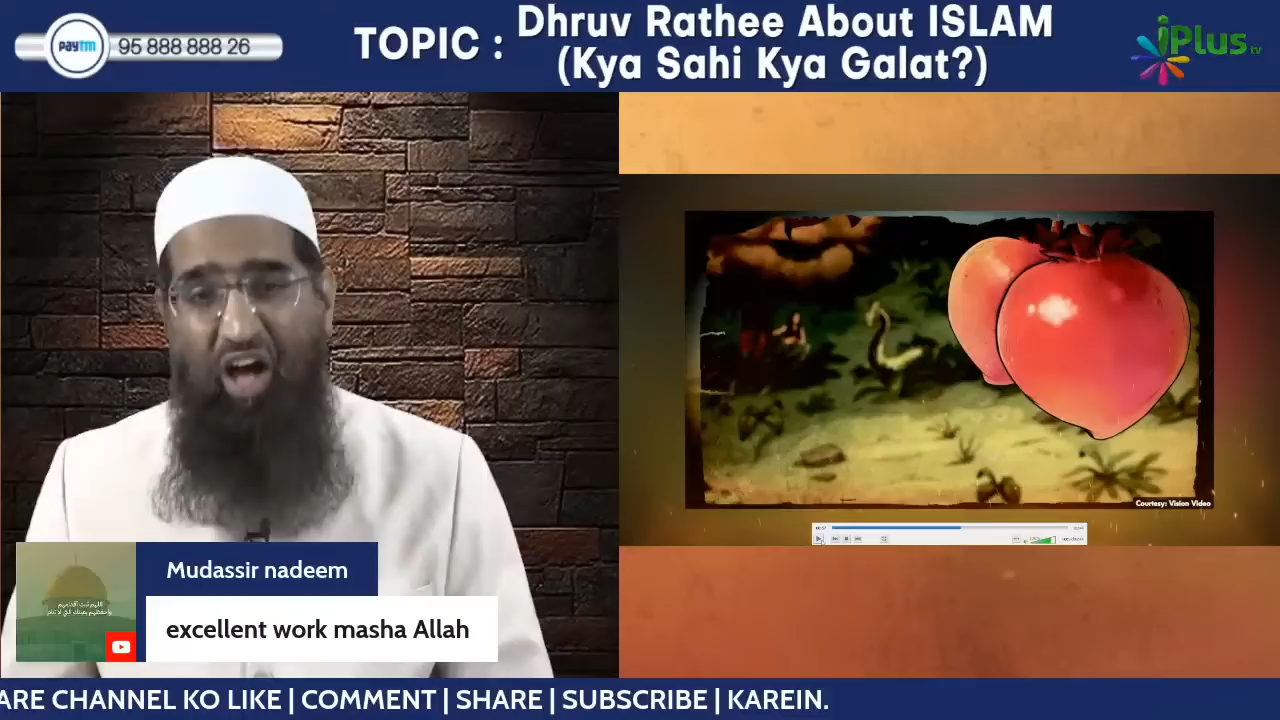 paytm
95 888 888 26
TOPIC :
Dhruv Rathee About ISLAM
(Kya Sahi Kya Galat?)
iPlus tv
Courtesy: Vision Video
Mudassir nadeem
excellent work masha Allah
ARE CHANNEL KO LIKE | COMMENT | SHARE | SUBSCRIBE | KAREIN.